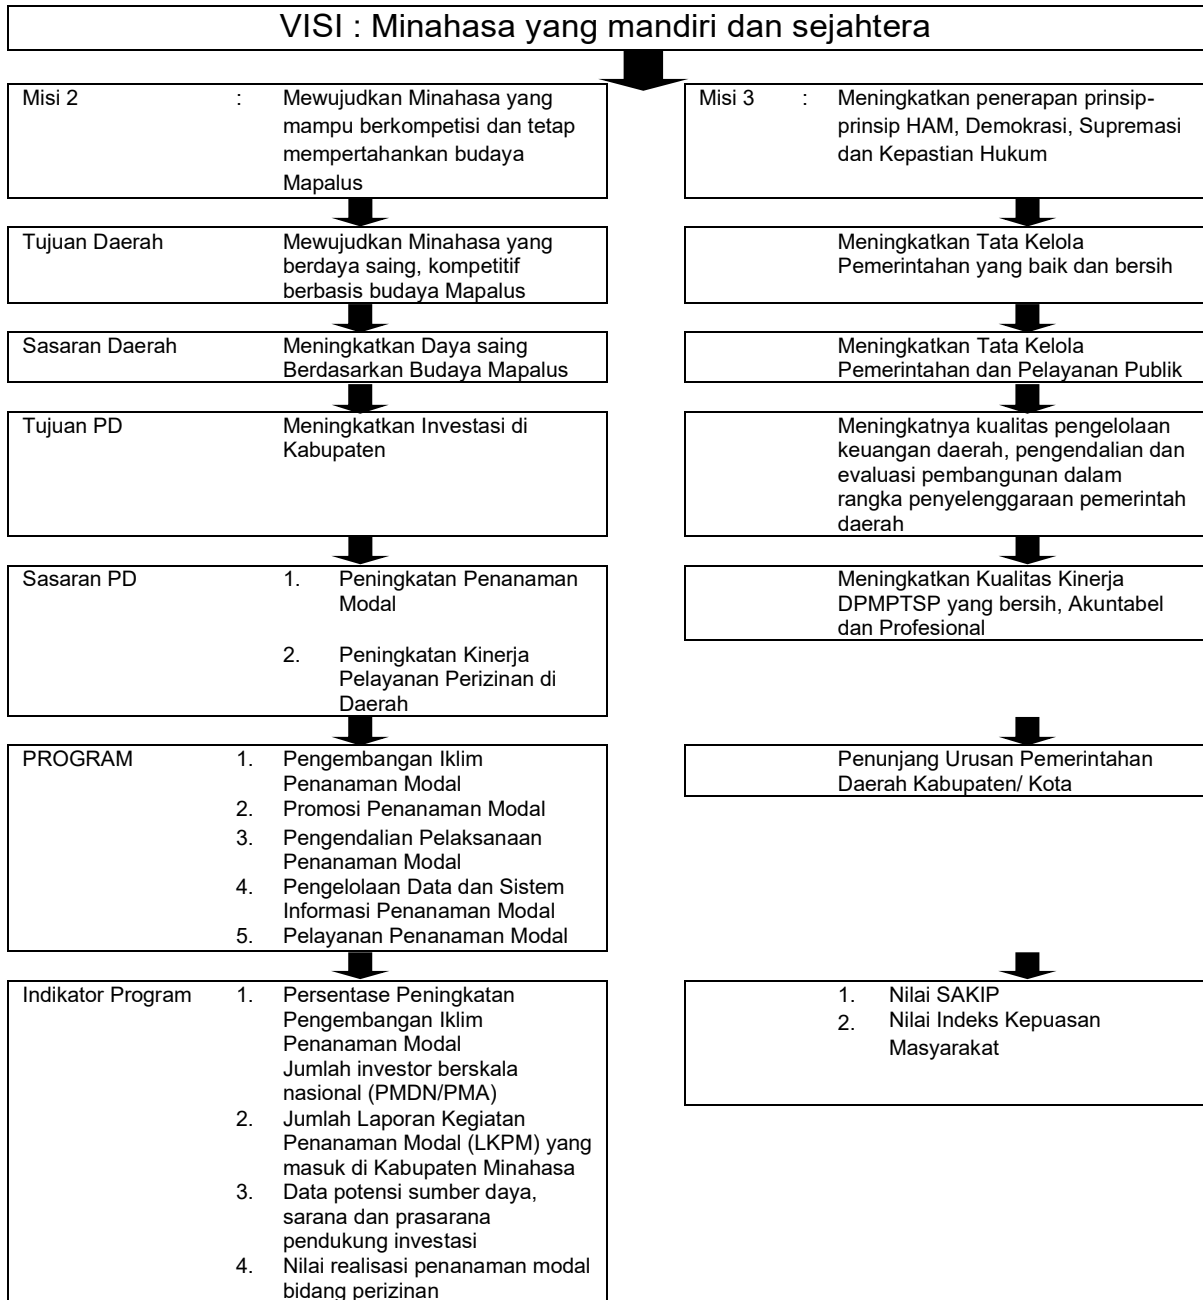 VISI : Minahasa yang mandiri dan sejahtera
Misi 2 : Mewujudkan Minahasa yang
mampu berkompetisi dan tetap
mempertahankan budaya
Mapalus
Misi 3 : Meningkatkan penerapan prinsip-
prinsip HAM, Demokrasi, Supremasi
dan Kepastian Hukum
Tujuan Daerah Mewujudkan Minahasa yang
berdaya saing, kompetitif
berbasis budaya Mapalus
Meningkatkan Tata Kelola
Pemerintahan yang baik dan bersih
Sasaran Daerah Meningkatkan Daya saing
Berdasarkan Budaya Mapalus
Meningkatkan Tata Kelola
Pemerintahan dan Pelayanan Publik
Tujuan PD Meningkatkan Investasi di
Kabupaten
Meningkatnya kualitas pengelolaan
keuangan daerah, pengendalian dan
evaluasi pembangunan dalam
rangka penyelenggaraan pemerintah
daerah
Sasaran PD 1. Peningkatan Penanaman
Modal
2. Peningkatan Kinerja
Pelayanan Perizinan di
Daerah
Meningkatkan Kualitas Kinerja
DPMPTSP yang bersih, Akuntabel
dan Profesional
PROGRAM 1. Pengembangan Iklim
Penanaman Modal
2. Promosi Penanaman Modal
3. Pengendalian Pelaksanaan
Penanaman Modal
4. Pengelolaan Data dan Sistem
Informasi Penanaman Modal
5. Pelayanan Penanaman Modal
Penunjang Urusan Pemerintahan
Daerah Kabupaten/ Kota
Indikator Program 1. Persentase Peningkatan
Pengembangan Iklim
Penanaman Modal
Jumlah investor berskala
nasional (PMDN/PMA)
2. Jumlah Laporan Kegiatan
Penanaman Modal (LKPM) yang
masuk di Kabupaten Minahasa
3. Data potensi sumber daya,
sarana dan prasarana
pendukung investasi
4. Nilai realisasi penanaman modal
bidang perizinan
1. Nilai SAKIP
2. Nilai Indeks Kepuasan
Masyarakat